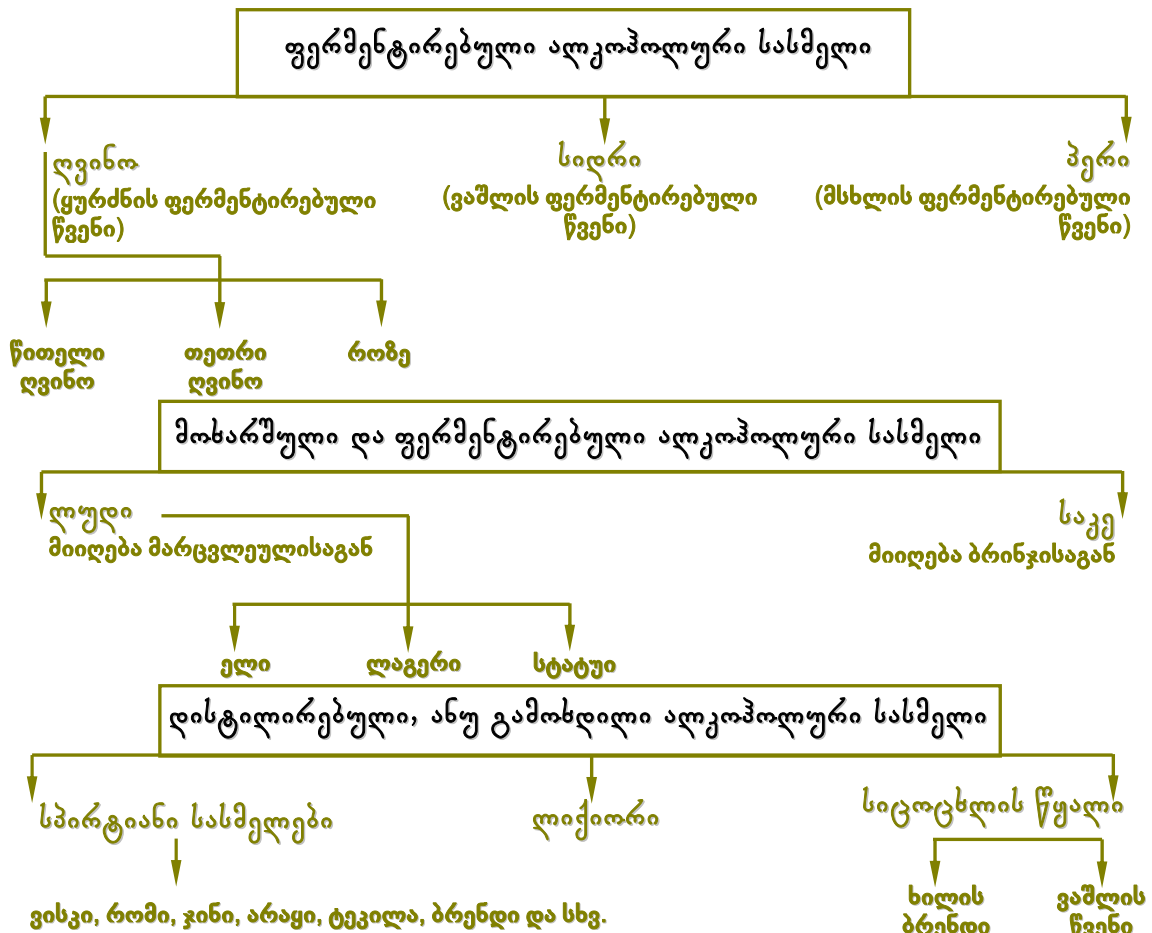 ფერმენტირებული ალკოჰოლური სასმელი
ღვინო
(ყურძნის ფერმენტირებული
წვენი)
სიდრი
(ვაშლის ფერმენტირებული
წვენი)
პერი
(მსხლის ფერმენტირებული
წვენი)
წითელი
ღვინო
თეთრი
ღვინო
როზე
მოხარშული და ფერმენტირებული ალკოჰოლური სასმელი
ლუდი
მიიღება მარცვლეულისაგან
საკე
მიიღება ბრინჯისაგან
ელი
ლაგერი
სტატუი
დისტილირებული, ანუ გამოხდილი ალკოჰოლური სასმელი
სპირტიანი სასმელები
ლიქიორი
სიცოცხლის წყალი
ვისკი, რომი, ჯინი, არაყი, ტეკილა, ბრენდი და სხვ.
ხილის
ბრენდი
ვაშლის
წვენი